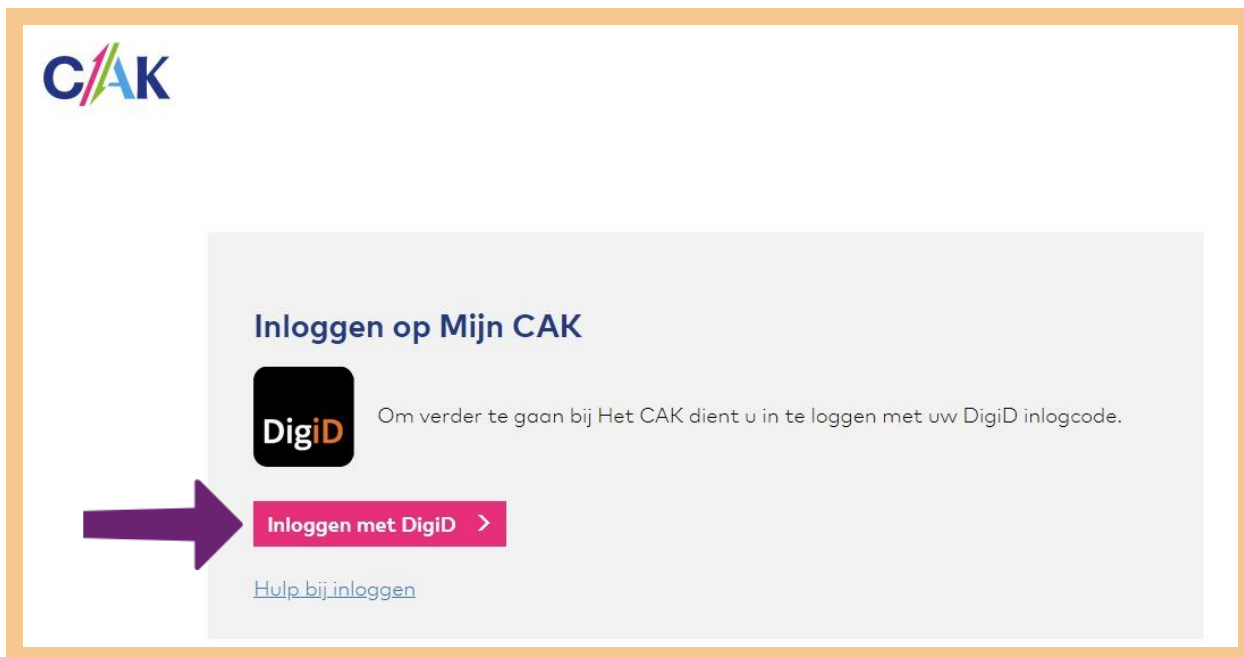 CAK
Inloggen op Mijn CAK
DigiD
Om verder te gaan bij Het CAK dient u in te loggen met uw DigiD inlogcode.
Inloggen met DigiD >
Hulp bij inloggen